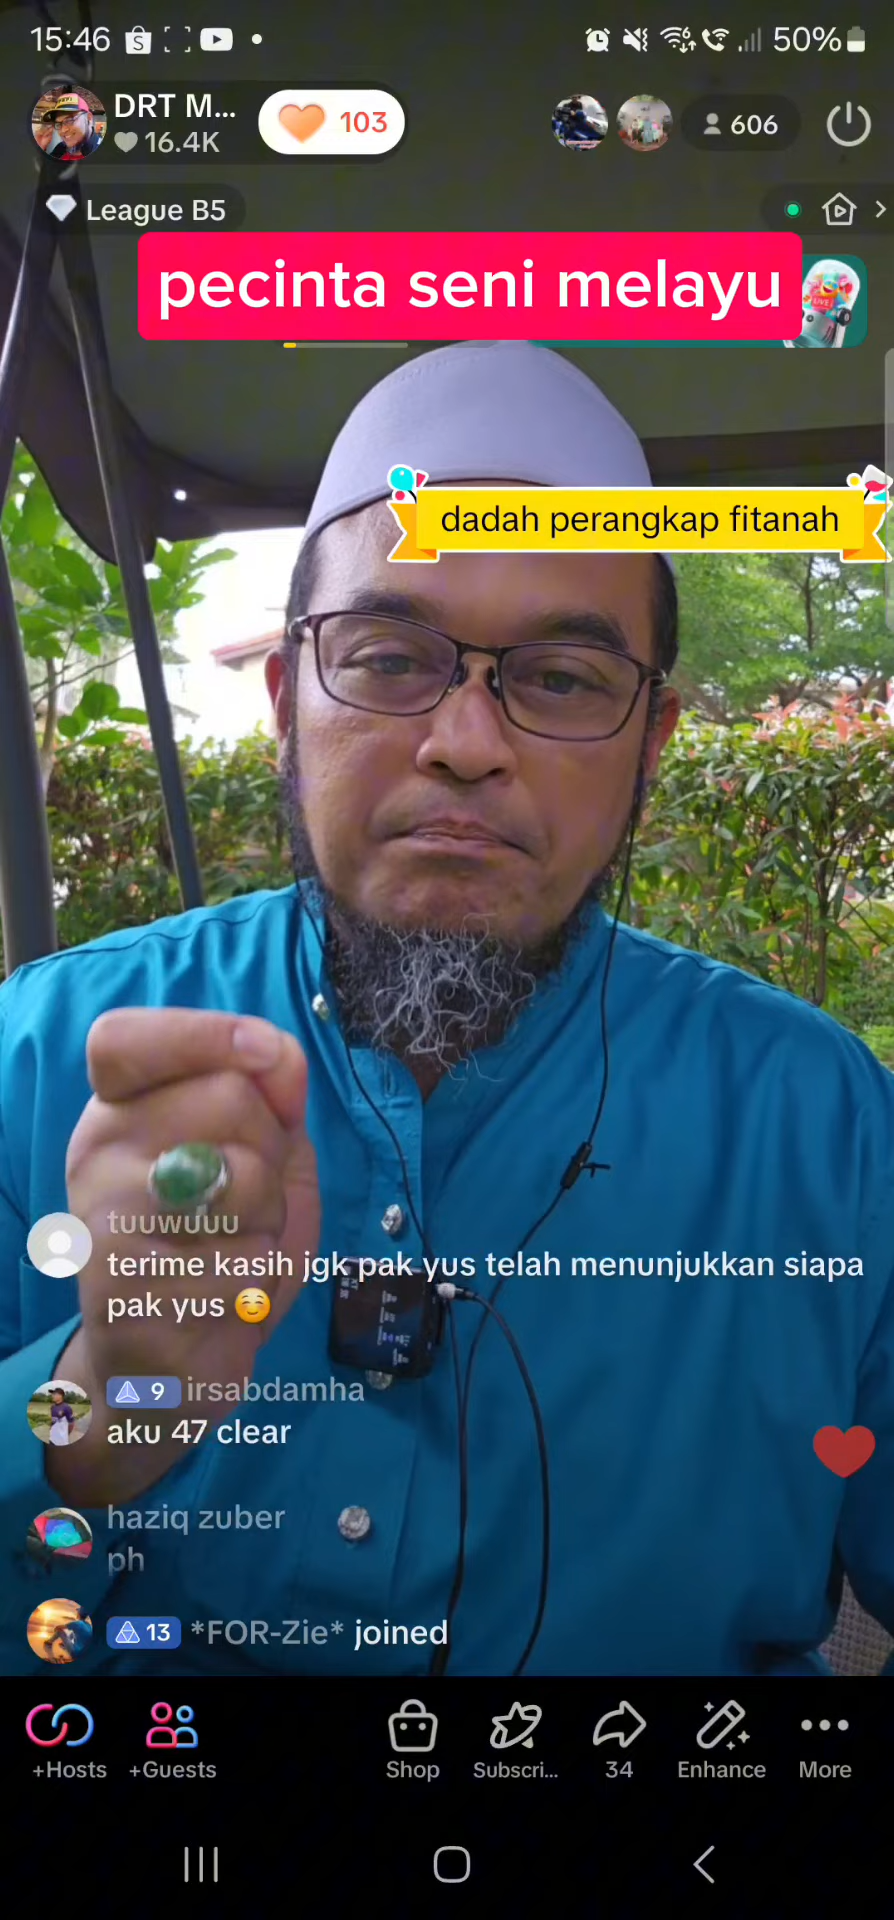 15:46
50%
DRT M...
16.4K
103
606
League B5
pecinta seni melayu
LIVE
dadah perangkap fitanah
tuuwuuu
terime kasih jgk pak yus telah menunjukkan siapa
pak yus ☺️
9 irsabdamha
aku 47 clear
haziq zuber
ph
13 *FOR-Zie* joined
+Hosts
+Guests
Shop
Subscri...
34
Enhance
More